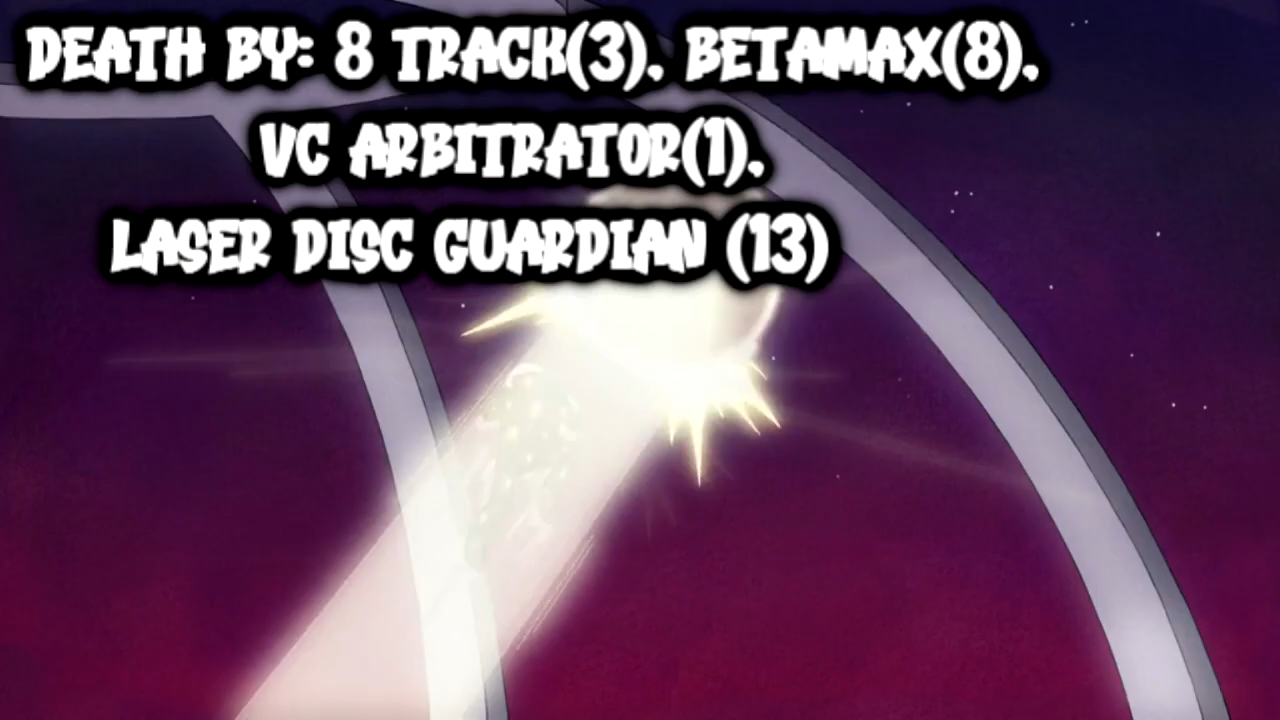 DEATH BY: 8 TRACK(3), BETAMAX(8),
VC ARBITRATOR(1),
LASER DISC GUARDIAN (13)